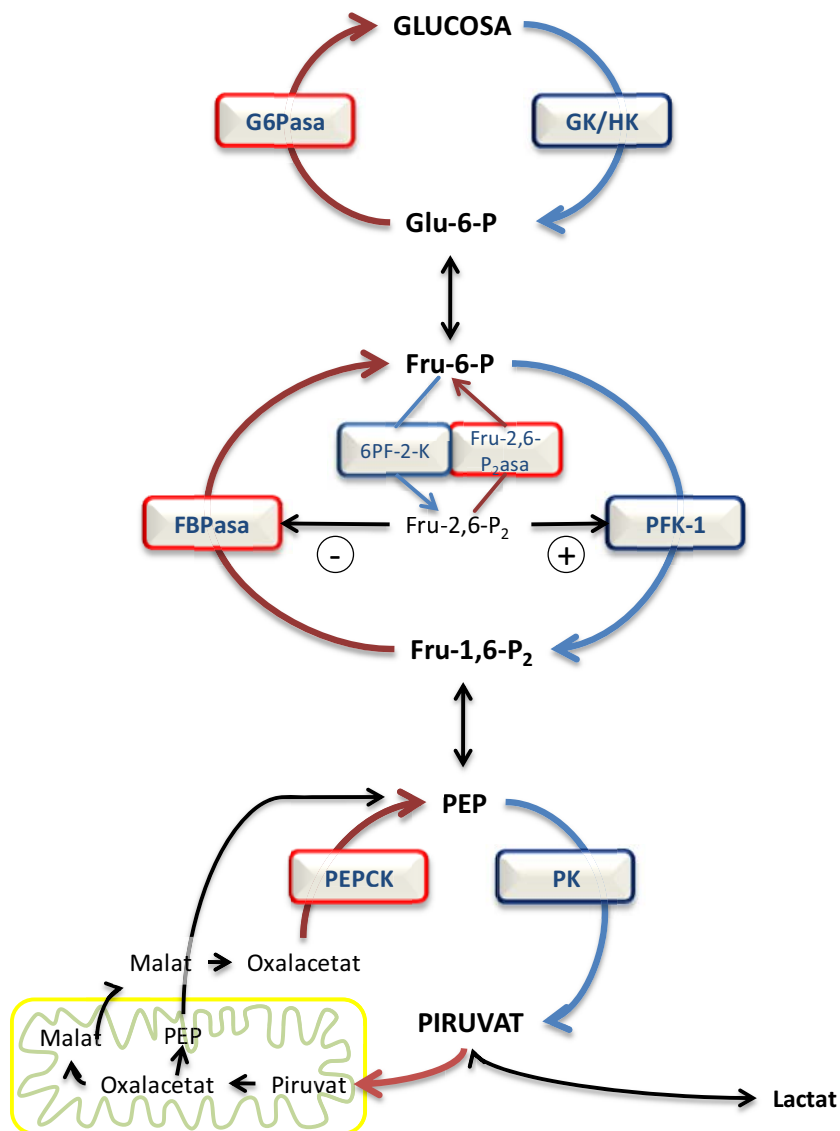 GLUCOSA
G6Pasa
GK/HK
Glu-6-P
Fru-6-P
6PF-2-K
Fru-2,6-
P₂asa
FBPasa
Fru-2,6-P₂
PFK-1
-
+
Fru-1,6-P₂
PEP
PEPCK
PK
Malat
Oxalacetat
PIRUVAT
Malat
PEP
Oxalacetat
Piruvat
Lactat